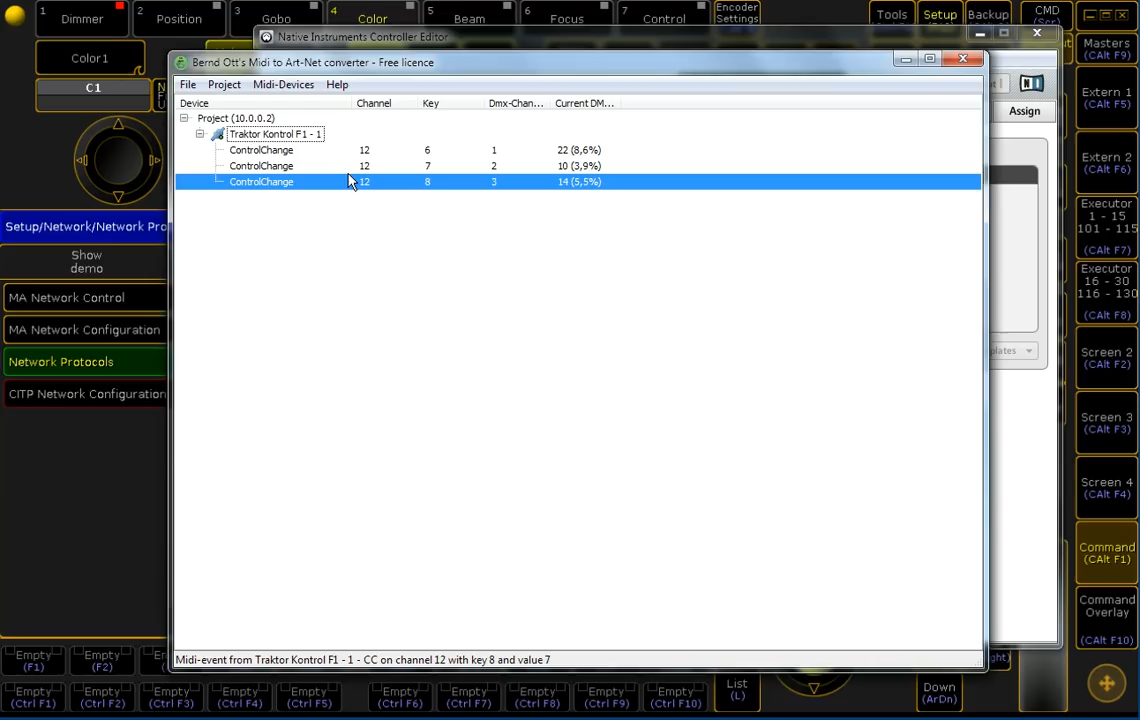 1 Dimmer
2 Position
3 Gobo
4 Color
5 Beam
6 Focus
7 Control
Encoder Settings
Tools
Setup
Backup
CMD
(Scr)
Native Instruments Controller Editor
Color1
Bernd Ott's Midi to Art-Net converter - Free licence
C1
N
File Project Midi-Devices Help
Device Channel Key Dmx-Chan... Current DM...
Project (10.0.0.2)
Traktor Kontrol F1 - 1
ControlChange 12 6 1 22 (8,6%)
ControlChange 12 7 2 10 (3,9%)
ControlChange 12 8 3 14 (5,5%)
Assign
plates
Setup/Network/Network Pro
Show
demo
MA Network Control
MA Network Configuration
Network Protocols
CITP Network Configuration
Masters
(CAlt F9)
Extern 1
(CAlt F5)
Extern 2
(CAlt F6)
Executor
1 - 15
101 - 115
(CAlt F7)
Executor
16 - 30
116 - 130
(CAlt F8)
Screen 2
(CAlt F2)
Screen 3
(CAlt F3)
Screen 4
(CAlt F4)
Command
(CAlt F1)
Command
Overlay
(CAlt F10)
Midi-event from Traktor Kontrol F1 - 1 - CC on channel 12 with key 8 and value 7
Empty
(F1)
Empty
(F2)
Empty
(Ctrl F1)
Empty
(Ctrl F2)
Empty
(Ctrl F3)
Empty
(Ctrl F4)
Empty
(Ctrl F5)
Empty
(Ctrl F6)
Empty
(Ctrl F7)
Empty
(Ctrl F8)
Empty
(Ctrl F9)
Empty
(Ctrl F10)
List
(L)
Down
(ArDn)